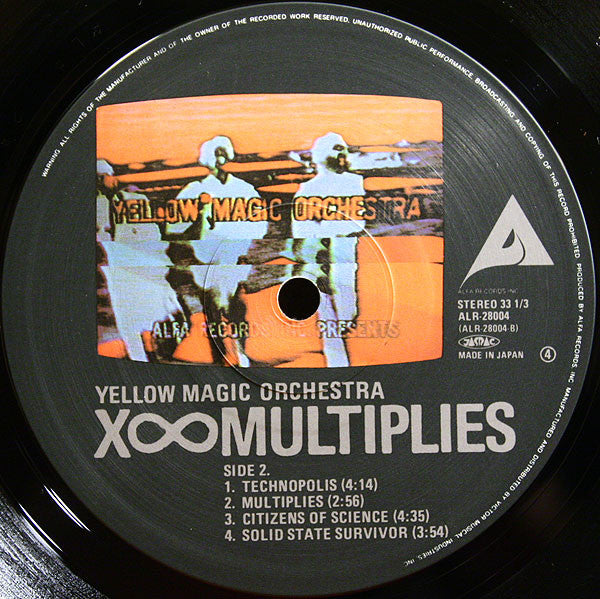 WARNING: ALL RIGHTS OF THE MANUFACTURER AND OF THE OWNER OF THE RECORDED WORK RESERVED. UNAUTHORIZED PUBLIC PERFORMANCE, BROADCASTING AND COPYING OF THIS RECORD PROHIBITED. PRODUCED BY ALFA RECORDS, INC. MANUFACTURED AND DISTRIBUTED BY VICTOR MUSICAL INDUSTRIES, INC.
YELLOW MAGIC ORCHESTRA
ALFA RECORDS INC PRESENTS
ALFA RECORDS INC.
STEREO 33 1/3
ALR-28004
(ALR-28004-B)
JASRAC
MADE IN JAPAN
④
YELLOW MAGIC ORCHESTRA
X∞MULTIPLIES
SIDE 2.
1. TECHNOPOLIS (4:14)
2. MULTIPLIES (2:56)
3. CITIZENS OF SCIENCE (4:35)
4. SOLID STATE SURVIVOR (3:54)